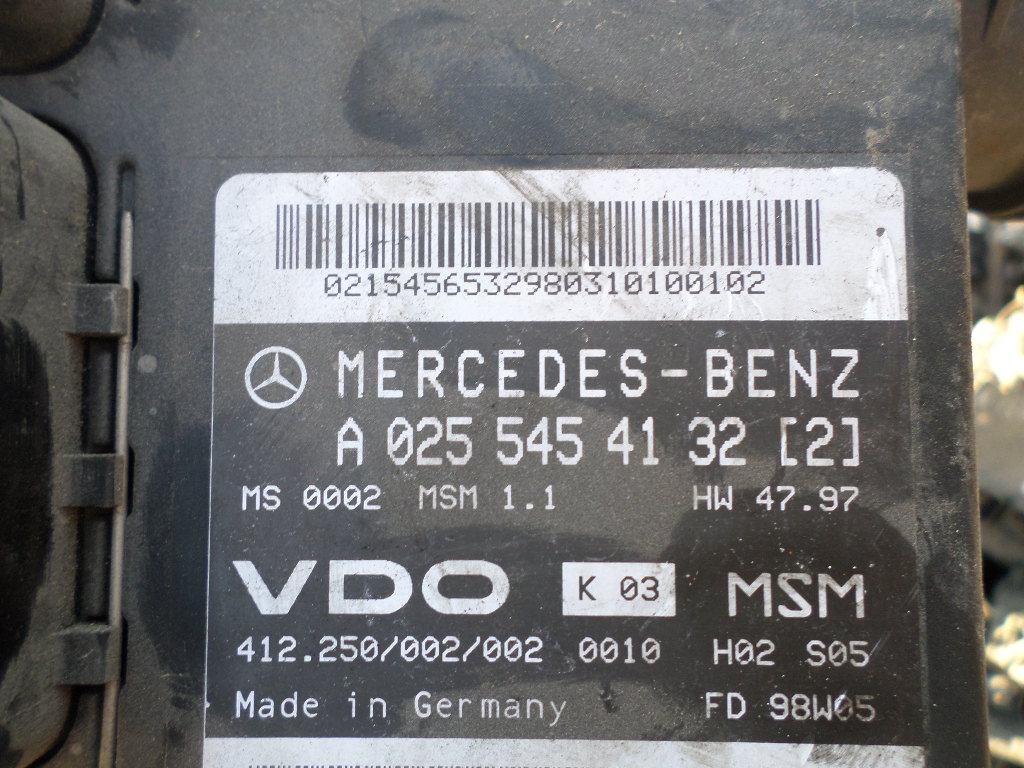 0215456532980310100102
MERCEDES-BENZ
A 025 545 41 32 [2]
MS 0002 MSM 1.1 HW 47.97
VDO K 03 MSM
412.250/002/002 0010 H02 S05
Made in Germany FD 98W05